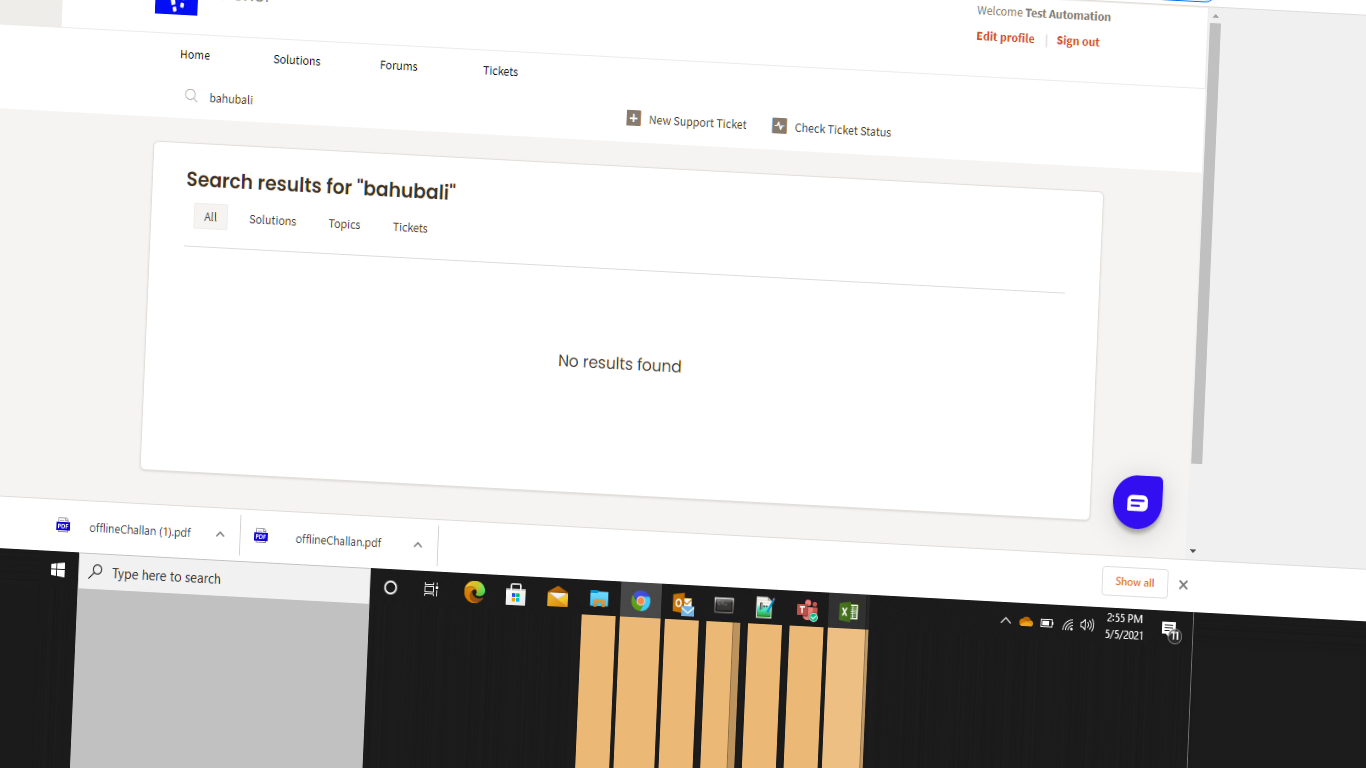 Welcome Test Automation
Edit profile | Sign out
Home Solutions Forums Tickets
bahubali
New Support Ticket Check Ticket Status
Search results for "bahubali"
All Solutions Topics Tickets
No results found
offlineChallan (1).pdf offlineChallan.pdf
Show all
Type here to search
2:55 PM
5/5/2021
11